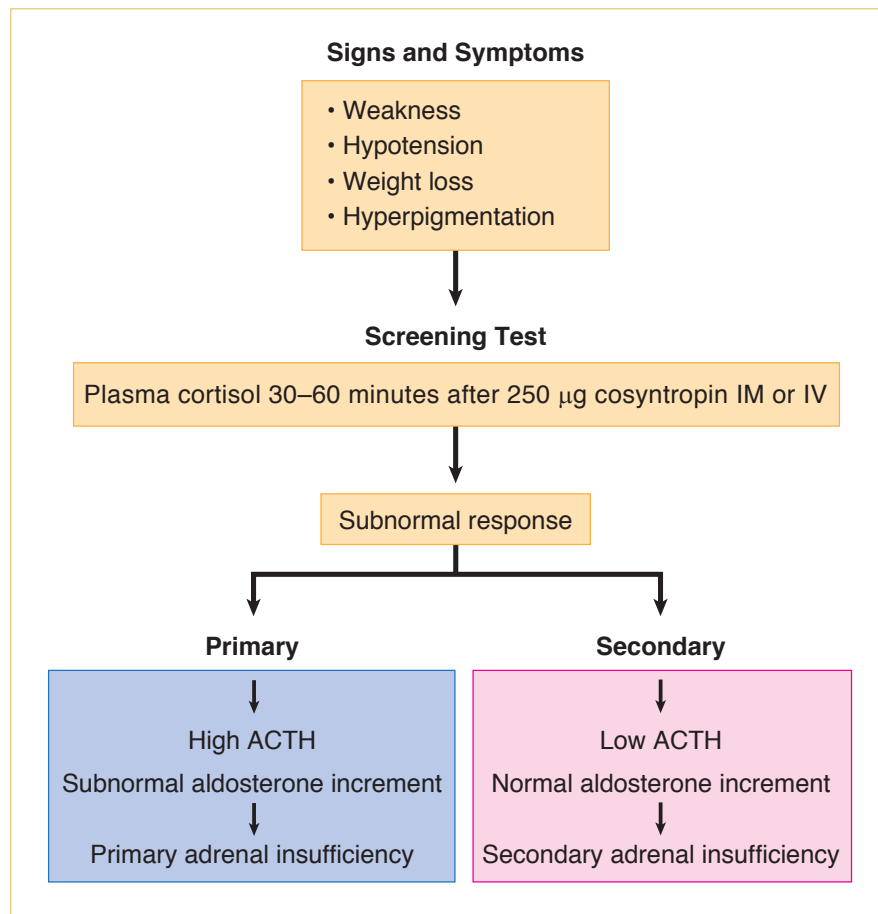 Signs and Symptoms
• Weakness
• Hypotension
• Weight loss
• Hyperpigmentation
Screening Test
Plasma cortisol 30–60 minutes after 250 μg cosyntropin IM or IV
Subnormal response
Primary
High ACTH
Subnormal aldosterone increment
Primary adrenal insufficiency
Secondary
Low ACTH
Normal aldosterone increment
Secondary adrenal insufficiency